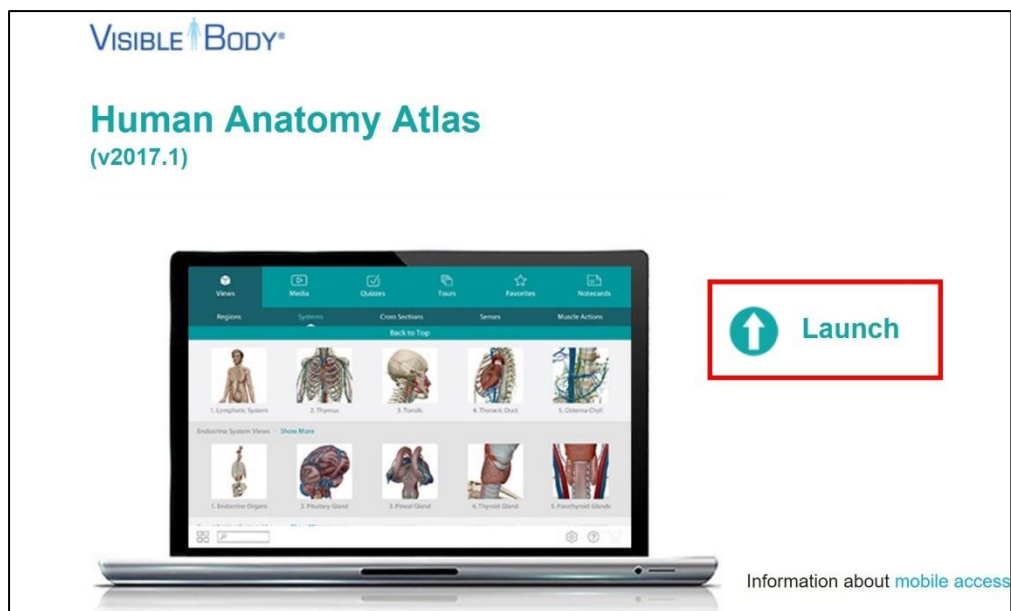 VISIBLE BODY®
Human Anatomy Atlas
(v2017.1)
Views Media Quizzes Tours Favorites Notecards
Regions Systems Cross Sections Senses Muscle Actions
Back to Top
1. Lymphatic System 2. Thymus 3. Tonsils 4. Thoracic Duct 5. Cisterna Chyli
Endocrine System Views - Show More
1. Endocrine Organs 2. Pituitary Gland 3. Pineal Gland 4. Thyroid Gland 5. Parathyroid Glands
Launch
Information about mobile access